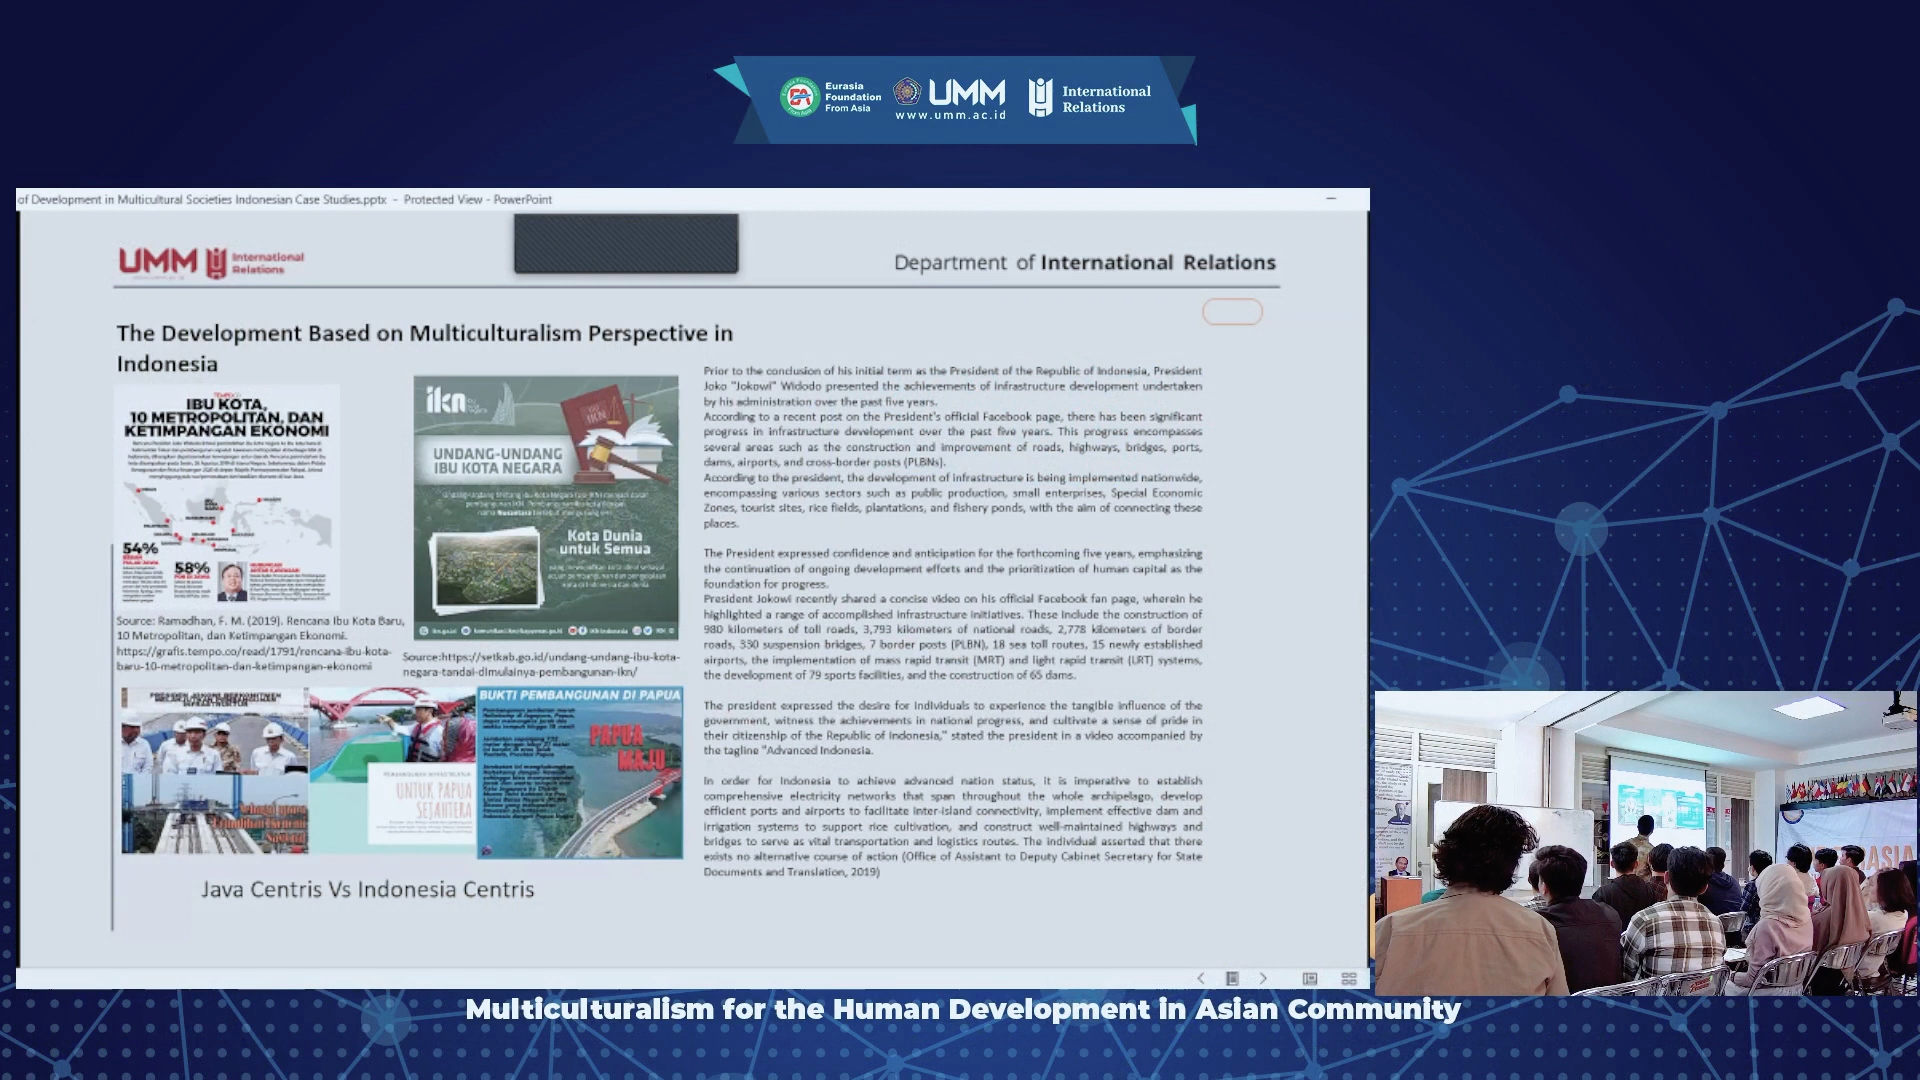 Eurasia
Foundation
From Asia
UMM
www.umm.ac.id
International
Relations
of Development in Multicultural Societies Indonesian Case Studies.pptx - Protected View - PowerPoint
UMM
International
Relations
Department of International Relations
The Development Based on Multiculturalism Perspective in
Indonesia
IBU KOTA,
10 METROPOLITAN, DAN
KETIMPANGAN EKONOMI
54%
58%
Source: Ramadhan, F. M. (2019). Rencana Ibu Kota Baru,
10 Metropolitan, dan Ketimpangan Ekonomi.
https://grafis.tempo.co/read/1791/rencana-ibu-kota-
baru-10-metropolitan-dan-ketimpangan-ekonomi
ikn
UNDANG-UNDANG
IBU KOTA NEGARA
Kota Dunia
untuk Semua
Source:https://setkab.go.id/undang-undang-ibu-kota-
negara-tandai-dimulainya-pembangunan-ikn/
UNTUK PAPUA
SEJAHTERA
BUKTI PEMBANGUNAN DI PAPUA
PAPUA
MAJU
Java Centris Vs Indonesia Centris
Prior to the conclusion of his initial term as the President of the Republic of Indonesia, President
Joko "Jokowi" Widodo presented the achievements of infrastructure development undertaken
by his administration over the past five years.
According to a recent post on the President's official Facebook page, there has been significant
progress in infrastructure development over the past five years. This progress encompasses
several areas such as the construction and improvement of roads, highways, bridges, ports,
dams, airports, and cross-border posts (PLBNs).
According to the president, the development of infrastructure is being implemented nationwide,
encompassing various sectors such as public production, small enterprises, Special Economic
Zones, tourist sites, rice fields, plantations, and fishery ponds, with the aim of connecting these
places.
The President expressed confidence and anticipation for the forthcoming five years, emphasizing
the continuation of ongoing development efforts and the prioritization of human capital as the
foundation for progress.
President Jokowi recently shared a concise video on his official Facebook fan page, wherein he
highlighted a range of accomplished infrastructure initiatives. These include the construction of
980 kilometers of toll roads, 3,793 kilometers of national roads, 2,778 kilometers of border
roads, 330 suspension bridges, 7 border posts (PLBN), 18 sea toll routes, 15 newly established
airports, the implementation of mass rapid transit (MRT) and light rapid transit (LRT) systems,
the development of 79 sports facilities, and the construction of 65 dams.
The president expressed the desire for individuals to experience the tangible influence of the
government, witness the achievements in national progress, and cultivate a sense of pride in
their citizenship of the Republic of Indonesia," stated the president in a video accompanied by
the tagline "Advanced Indonesia.
In order for Indonesia to achieve advanced nation status, it is imperative to establish
comprehensive electricity networks that span throughout the whole archipelago, develop
efficient ports and airports to facilitate inter-island connectivity, implement effective dam and
irrigation systems to support rice cultivation, and construct well-maintained highways and
bridges to serve as vital transportation and logistics routes. The individual asserted that there
exists no alternative course of action (Office of Assistant to Deputy Cabinet Secretary for State
Documents and Translation, 2019)
Multiculturalism for the Human Development in Asian Community